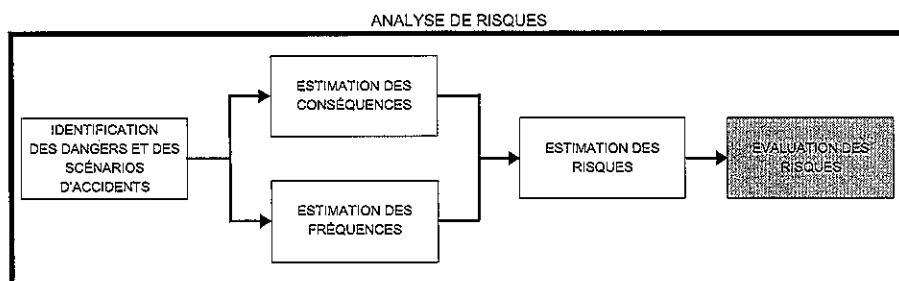 ANALYSE DE RISQUES
IDENTIFICATION
DES DANGERS ET DES
SCÉNARIOS
D'ACCIDENTS
ESTIMATION DES
CONSÉQUENCES
ESTIMATION DES
FRÉQUENCES
ESTIMATION DES
RISQUES
ÉVALUATION DES
RISQUES